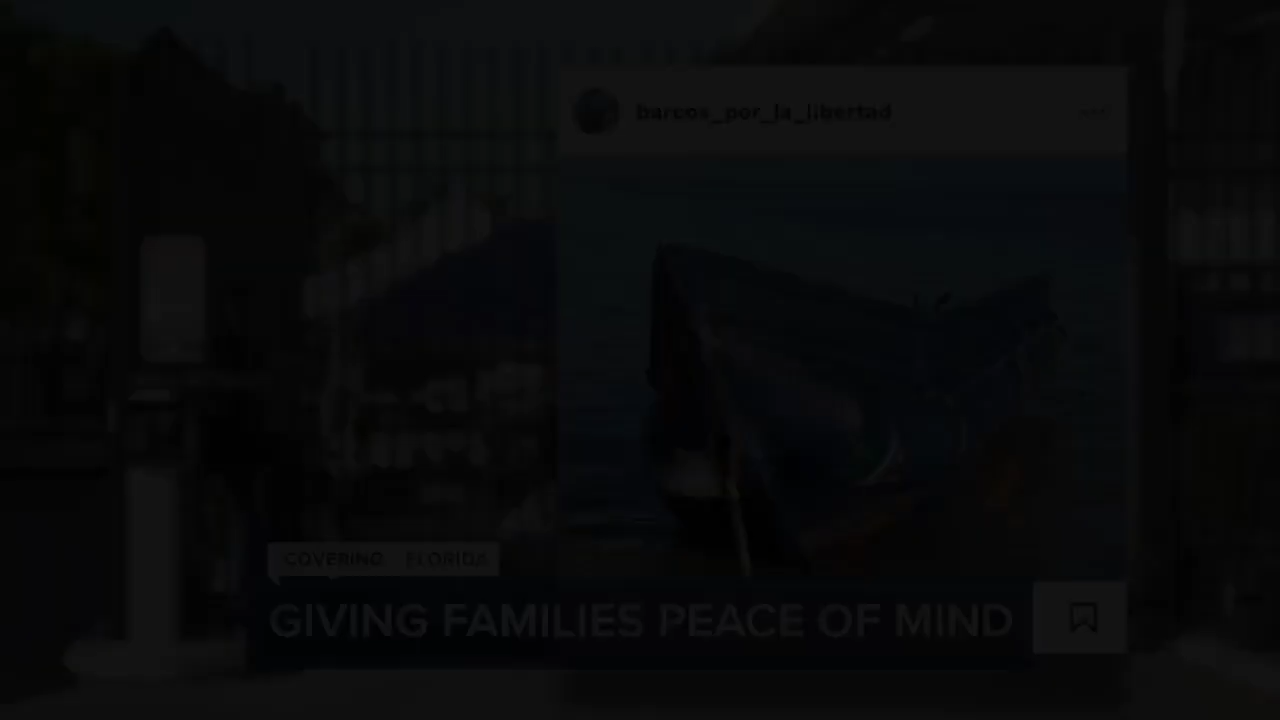 barcos_por_la_libertad
COVERING FLORIDA
GIVING FAMILIES PEACE OF MIND